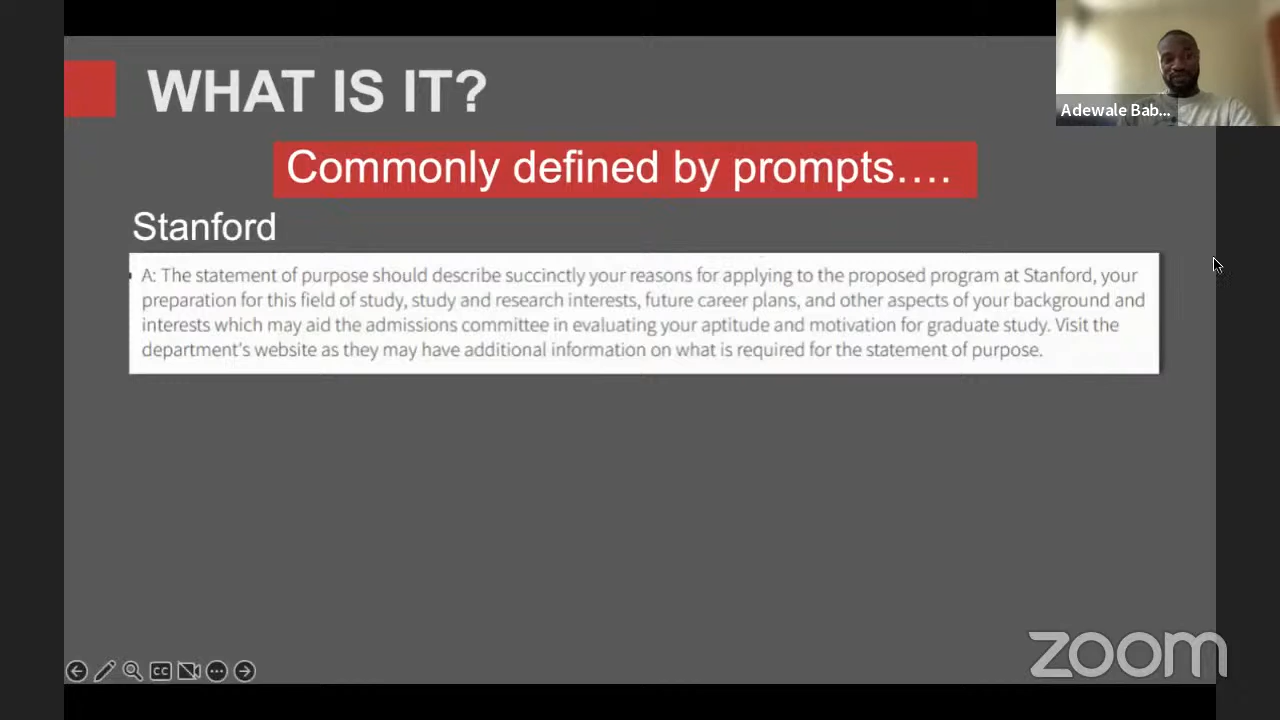 WHAT IS IT?
Adewale Bab...
Commonly defined by prompts....
Stanford
A: The statement of purpose should describe succinctly your reasons for applying to the proposed program at Stanford, your
preparation for this field of study, study and research interests, future career plans, and other aspects of your background and
interests which may aid the admissions committee in evaluating your aptitude and motivation for graduate study. Visit the
department's website as they may have additional information on what is required for the statement of purpose.
CC
zoom